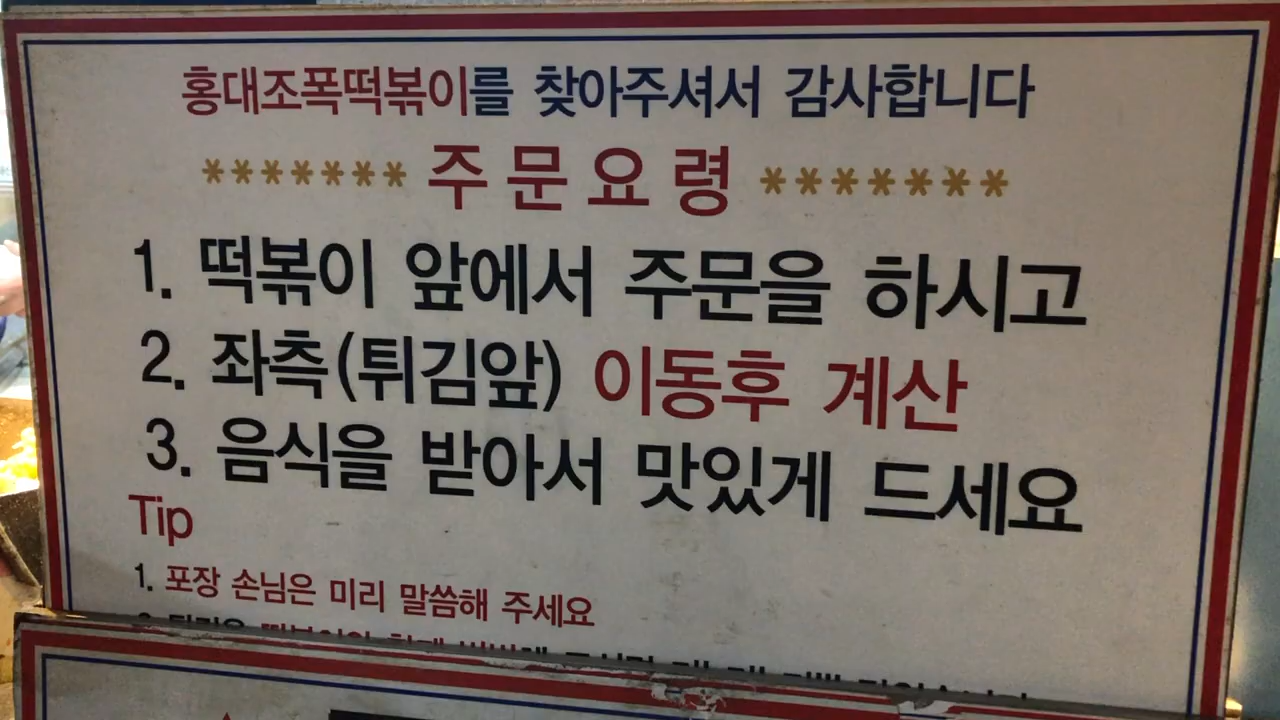 홍대조폭떡볶이를 찾아주셔서 감사합니다
******* 주문요령 *******
1. 떡볶이 앞에서 주문을 하시고
2. 좌측(튀김앞) 이동후 계산
3. 음식을 받아서 맛있게 드세요
Tip
1. 포장 손님은 미리 말씀해 주세요